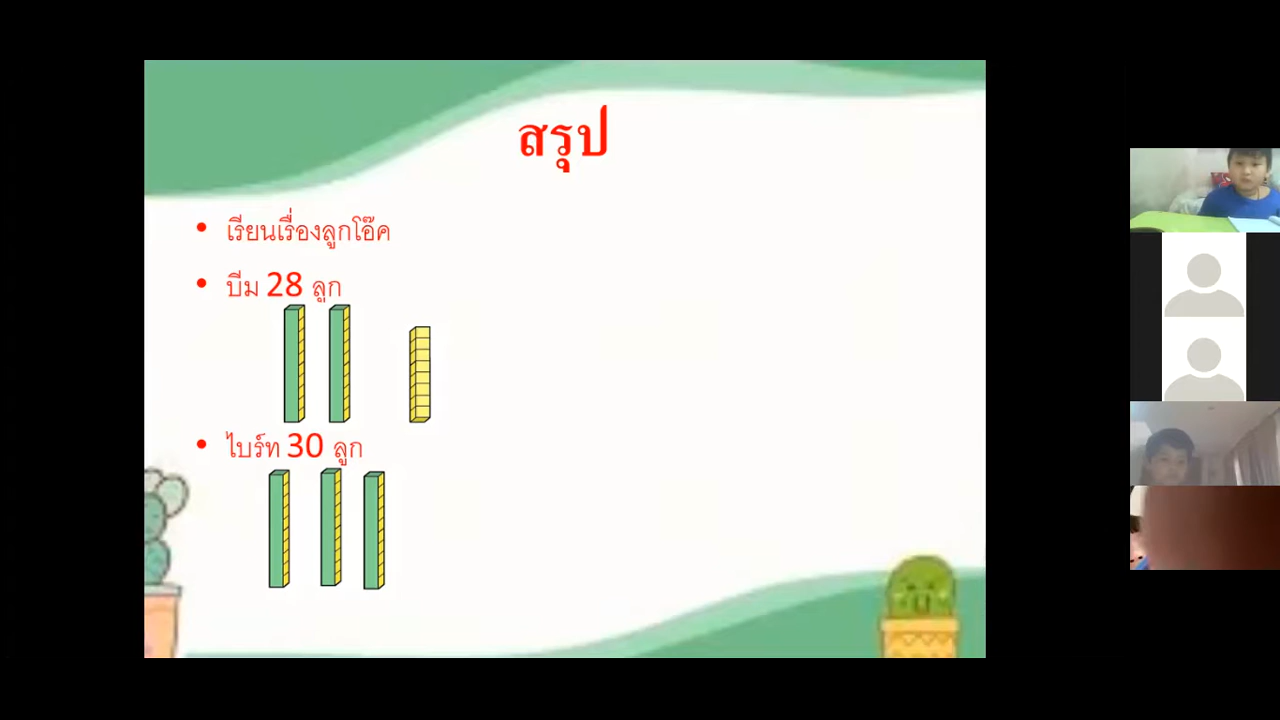 สรุป
เรียนเรื่องลูกโอ๊ค
บีม 28 ลูก
ไบร์ท 30 ลูก